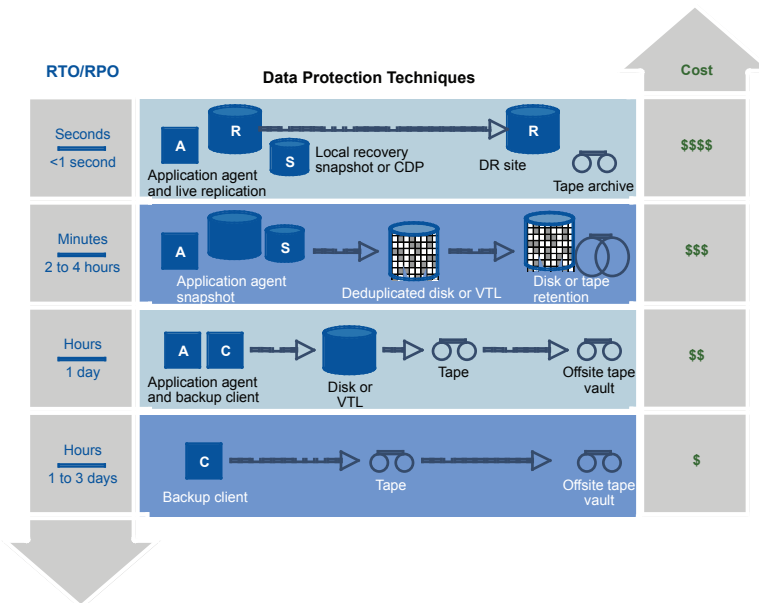 RTO/RPO
Data Protection Techniques
Cost
Seconds
<1 second
A
R
S
Local recovery
snapshot or CDP
R
DR site
Application agent
and live replication
Tape archive
$$$$
Minutes
2 to 4 hours
A
S
Application agent
snapshot
Deduplicated disk or VTL
Disk or tape
retention
$$$
Hours
1 day
A
C
Application agent
and backup client
Disk or
VTL
Tape
Offsite tape
vault
$$
Hours
1 to 3 days
C
Backup client
Tape
Offsite tape
vault
$